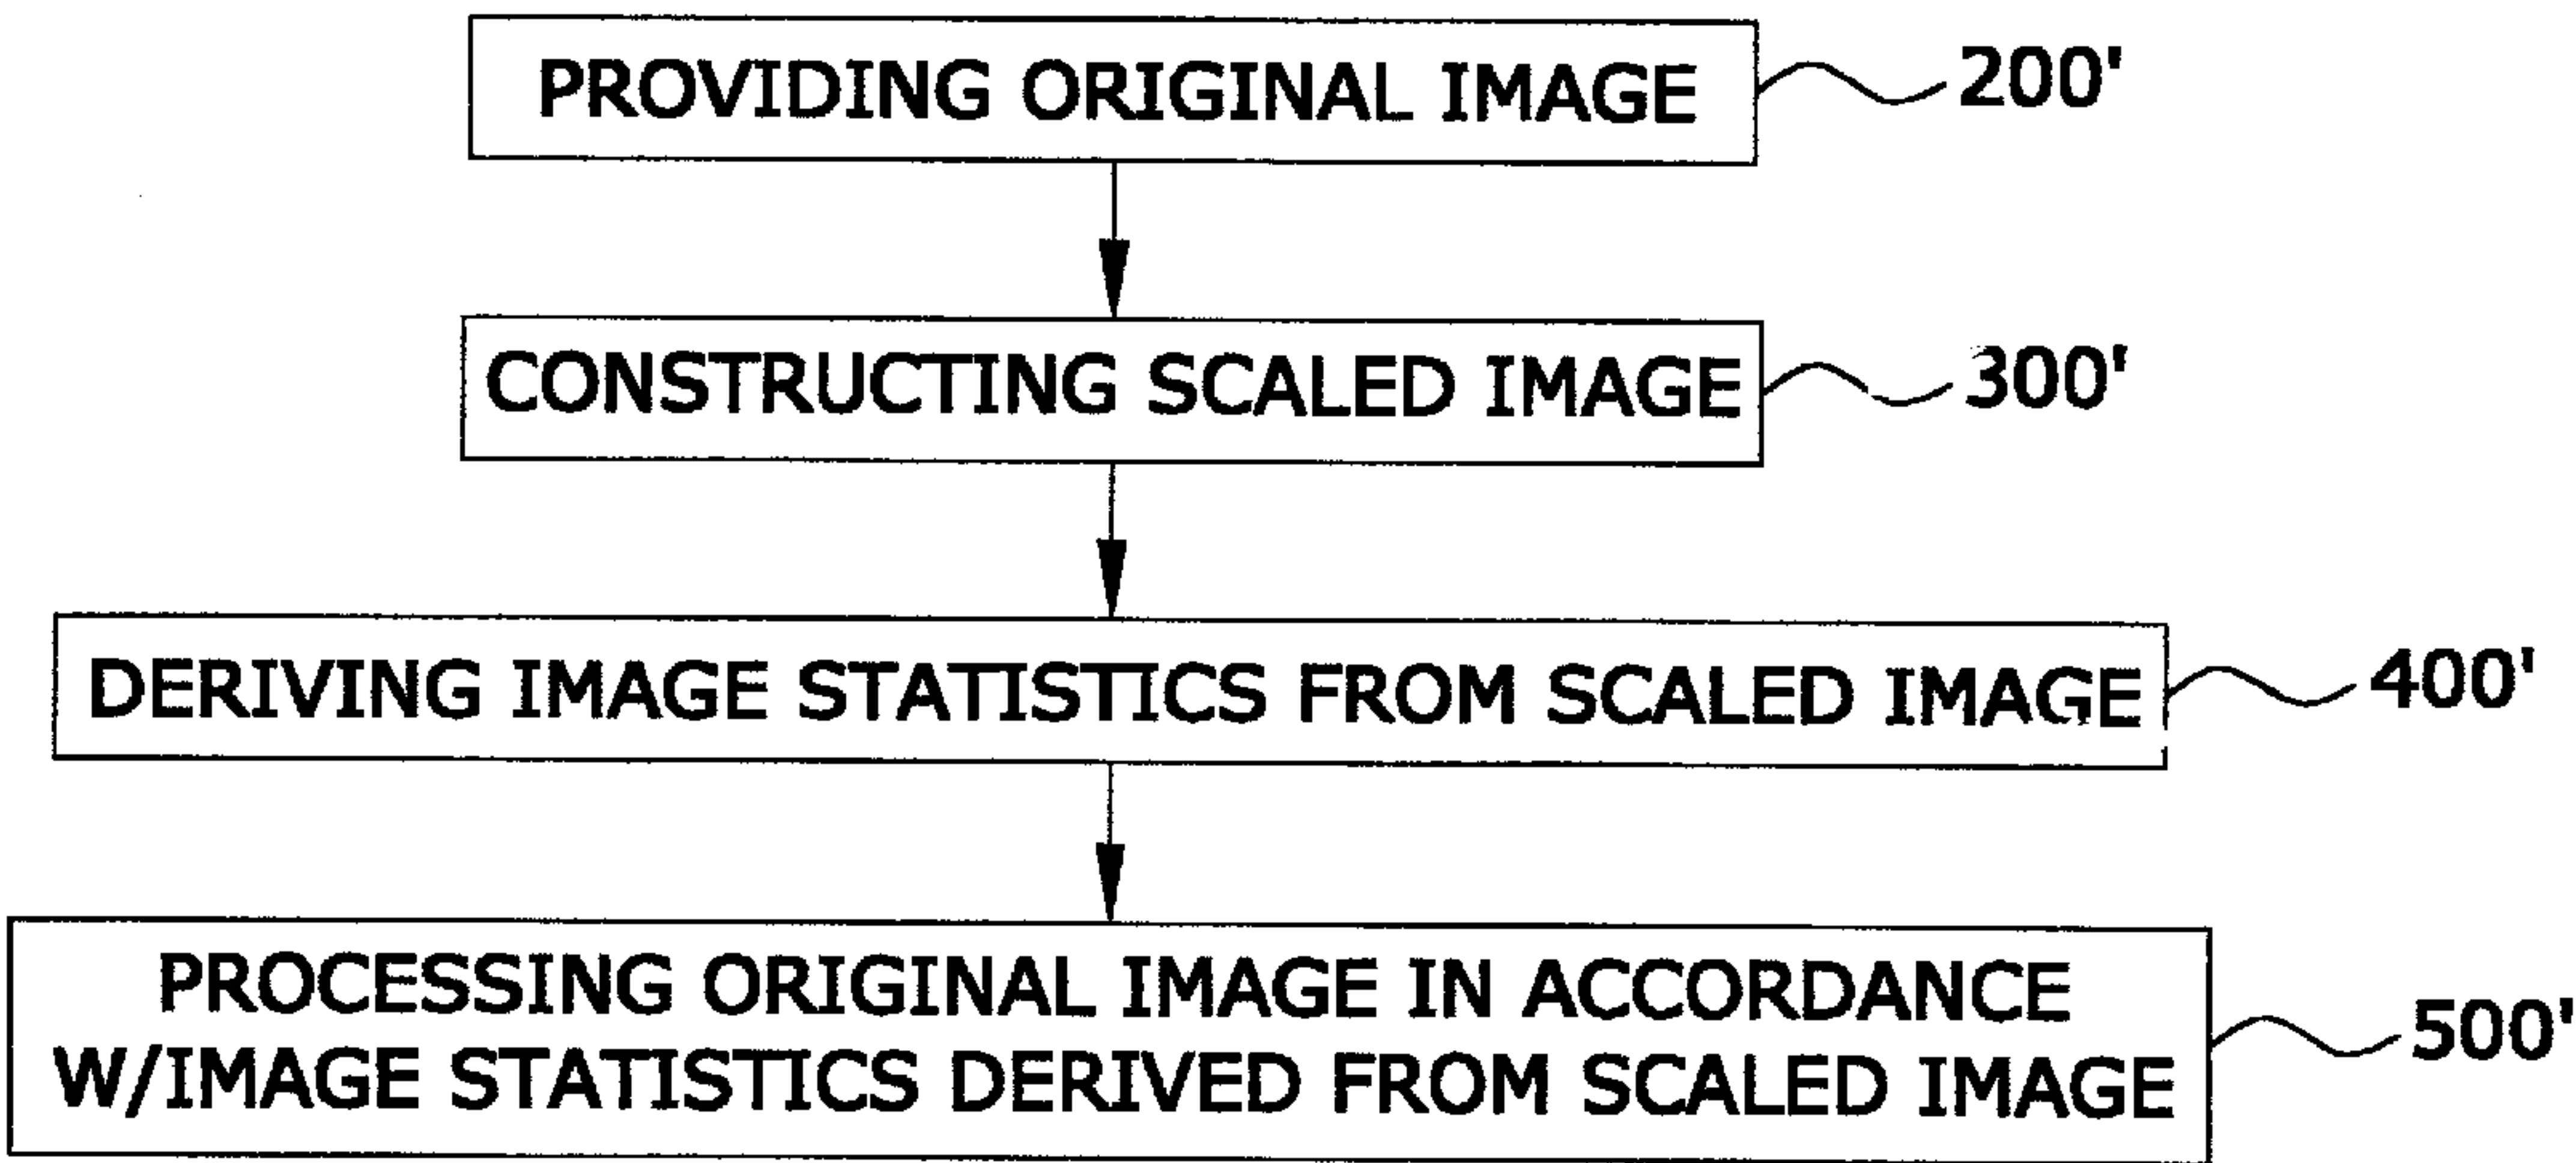 PROVIDING ORIGINAL IMAGE 200'
CONSTRUCTING SCALED IMAGE 300'
DERIVING IMAGE STATISTICS FROM SCALED IMAGE 400'
PROCESSING ORIGINAL IMAGE IN ACCORDANCE
W/IMAGE STATISTICS DERIVED FROM SCALED IMAGE
500'